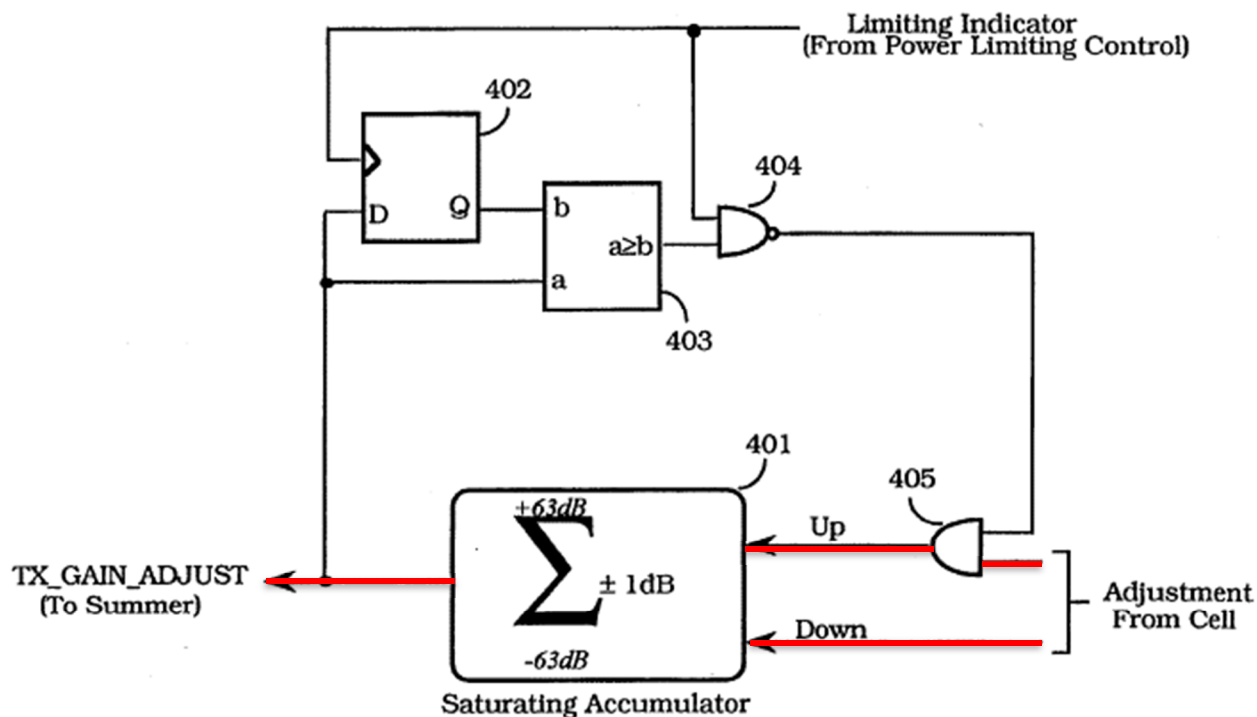 Limiting Indicator
(From Power Limiting Control)
402
404
D
Q
b
a≥b
a
403
401
405
+63dB
Up
Σ
± 1dB
TX_GAIN_ADJUST
(To Summer)
Adjustment
From Cell
Down
-63dB
Saturating Accumulator